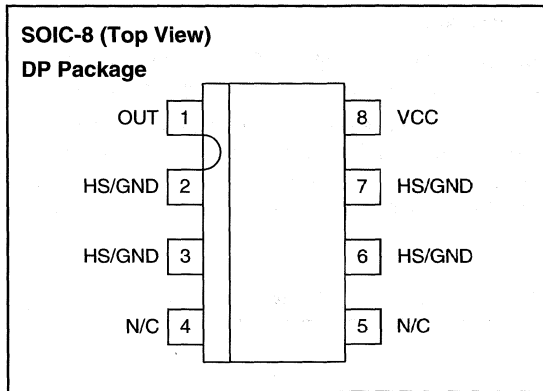 SOIC-8 (Top View)
DP Package
OUT 1 8 VCC
HS/GND 2 7 HS/GND
HS/GND 3 6 HS/GND
N/C 4 5 N/C